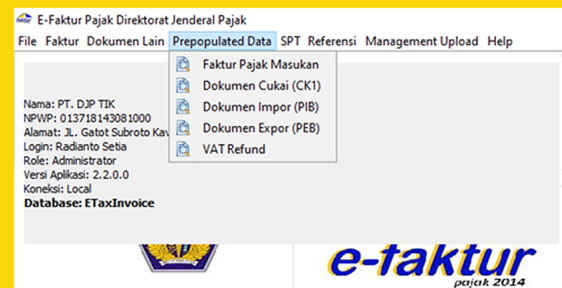 E-Faktur Pajak Direktorat Jenderal Pajak
File Faktur Dokumen Lain Prepopulated Data SPT Referensi Management Upload Help
Faktur Pajak Masukan
Dokumen Cukai (CK1)
Dokumen Impor (PIB)
Dokumen Expor (PEB)
VAT Refund
Nama: PT. DJP TIK
NPWP: 013718143081000
Alamat: JL. Gatot Subroto Kav
Login: Radianto Setia
Role: Administrator
Versi Aplikasi: 2.2.0.0
Koneksi: Local
Database: ETaxInvoice
e-faktur
pajak 2014